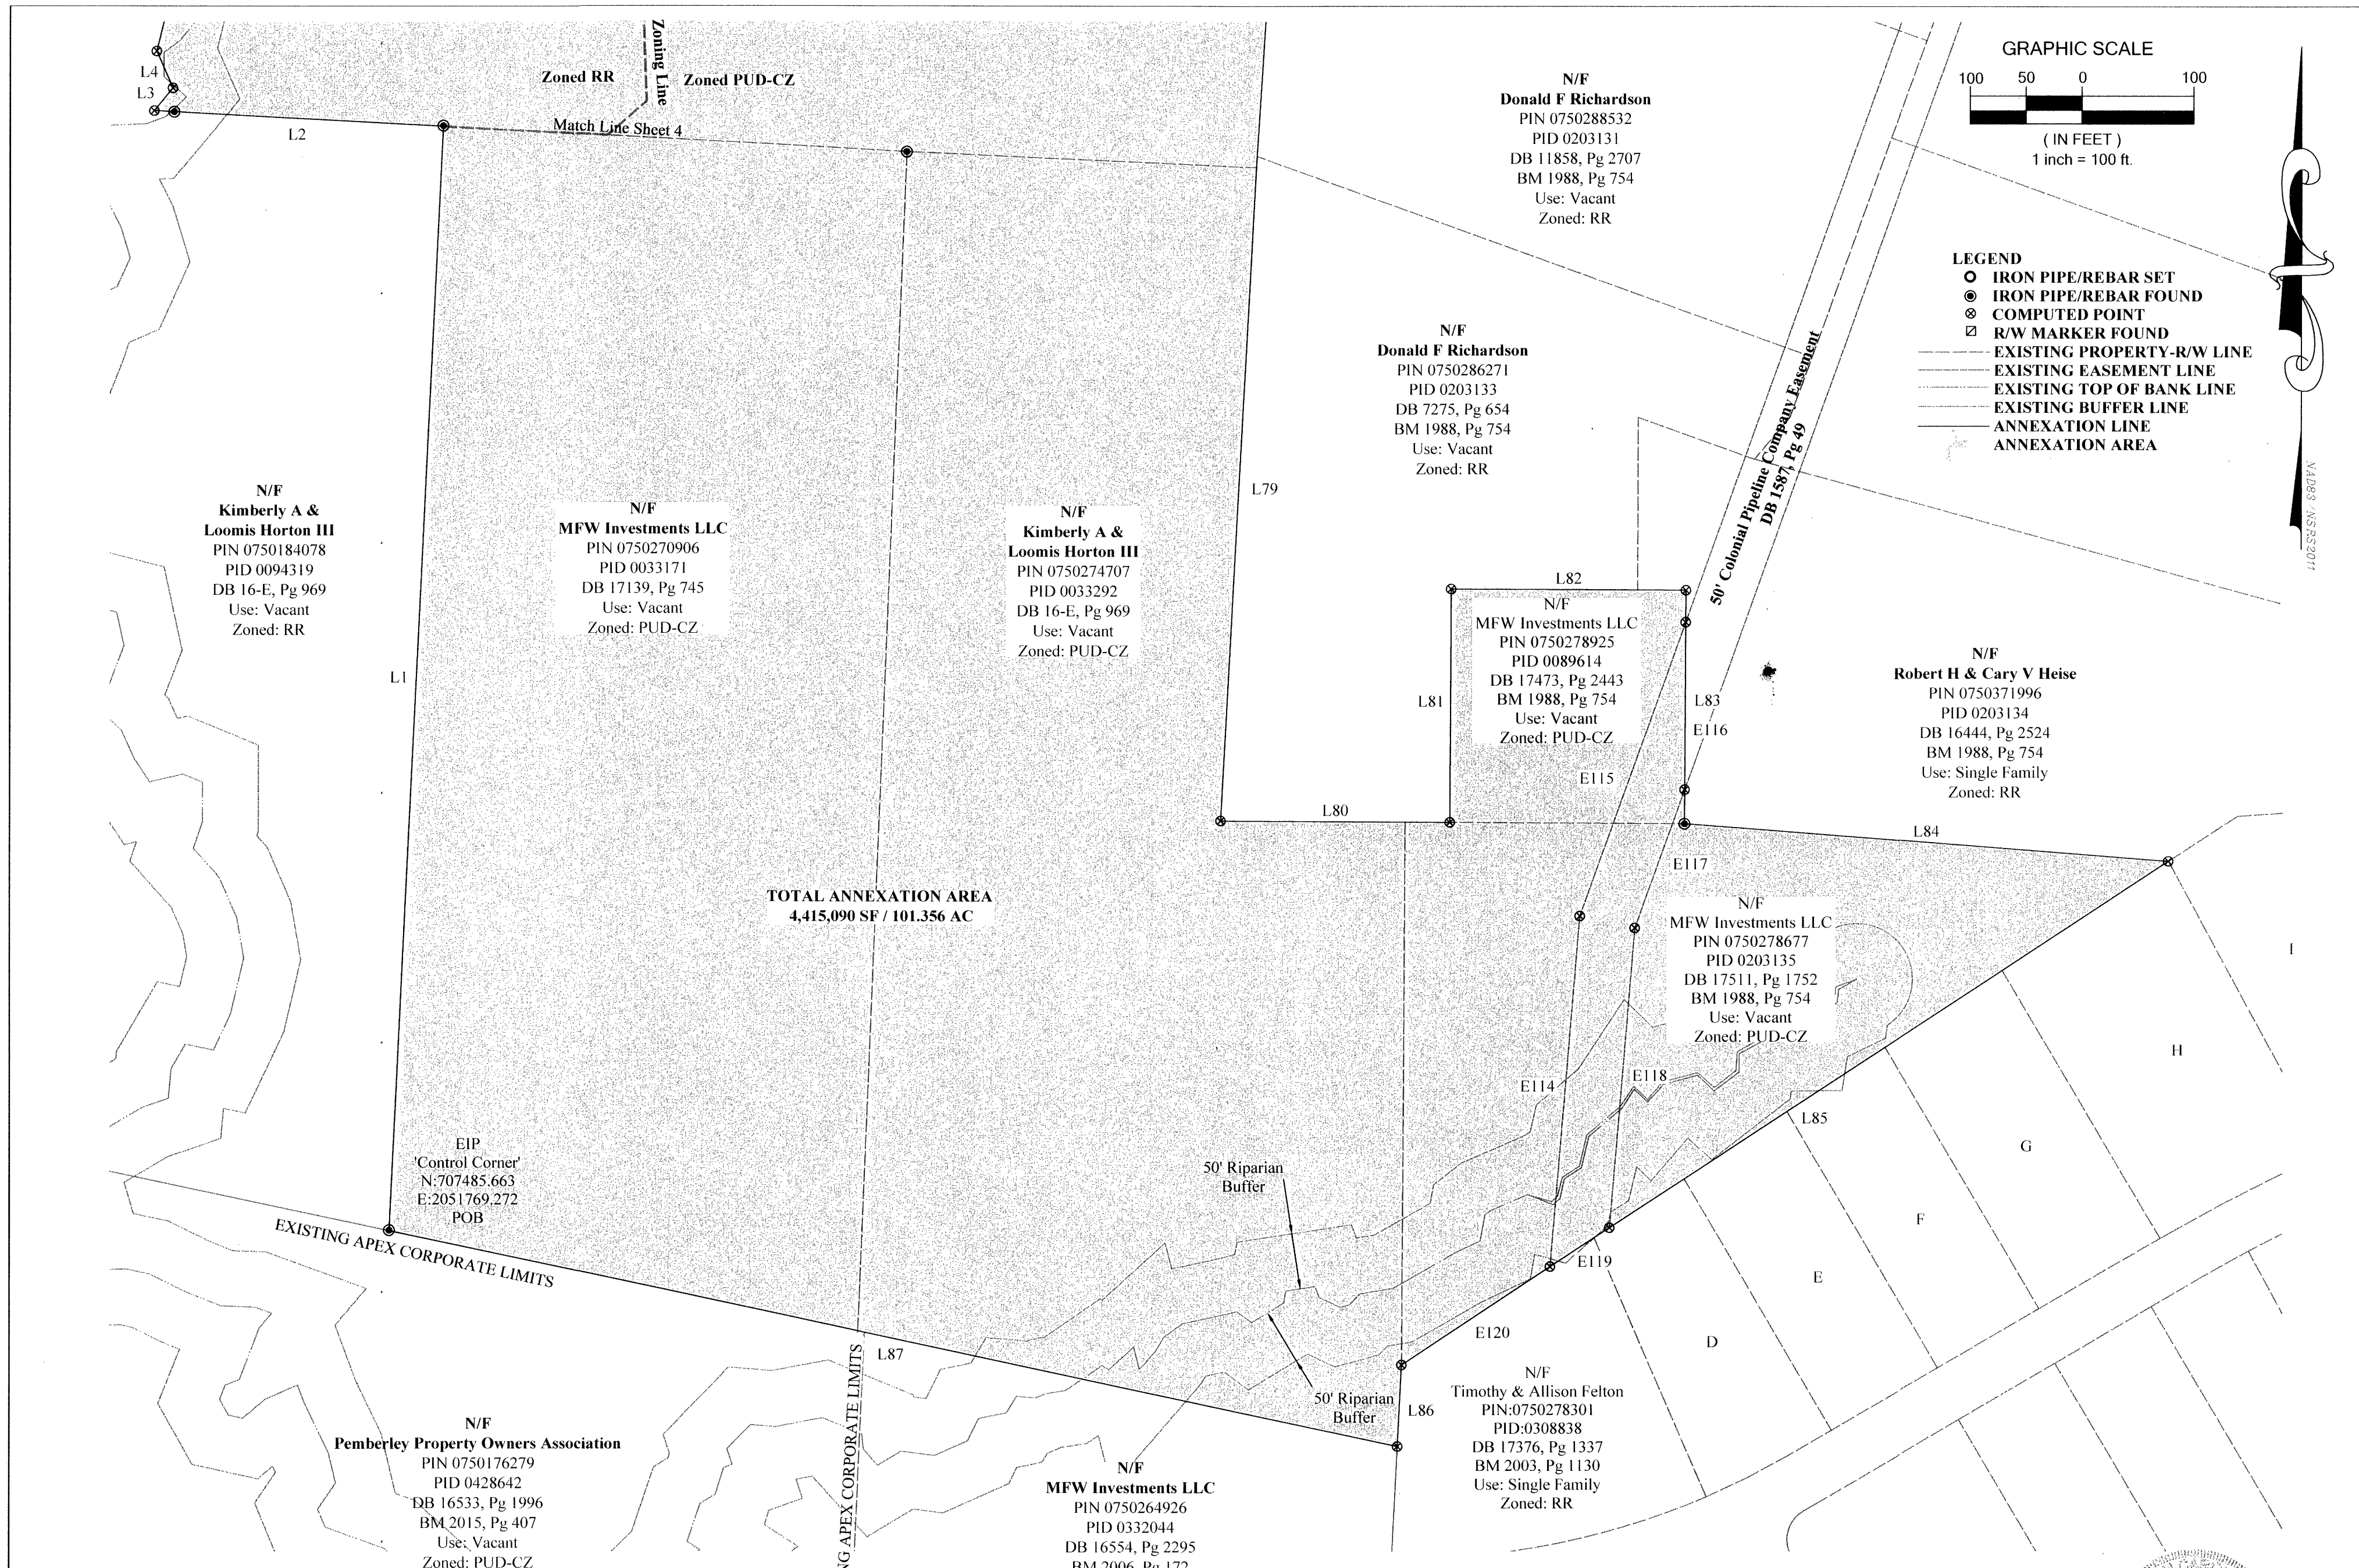 L4
L3
L2
Zoned RR
Zoning Line
Zoned PUD-CZ
Match Line Sheet 4
N/F
Donald F Richardson
PIN 0750288532
PID 0203131
DB 11858, Pg 2707
BM 1988, Pg 754
Use: Vacant
Zoned: RR
GRAPHIC SCALE
100 50 0 100
( IN FEET )
1 inch = 100 ft.
LEGEND
IRON PIPE/REBAR SET
IRON PIPE/REBAR FOUND
COMPUTED POINT
R/W MARKER FOUND
EXISTING PROPERTY-R/W LINE
EXISTING EASEMENT LINE
EXISTING TOP OF BANK LINE
EXISTING BUFFER LINE
ANNEXATION LINE
ANNEXATION AREA
NAD83 / NSRS2011
N/F
Donald F Richardson
PIN 0750286271
PID 0203133
DB 7275, Pg 654
BM 1988, Pg 754
Use: Vacant
Zoned: RR
50' Colonial Pipeline Company Easement
DB 1587, Pg 49
N/F
Kimberly A &
Loomis Horton III
PIN 0750184078
PID 0094319
DB 16-E, Pg 969
Use: Vacant
Zoned: RR
L1
N/F
MFW Investments LLC
PIN 0750270906
PID 0033171
DB 17139, Pg 745
Use: Vacant
Zoned: PUD-CZ
N/F
Kimberly A &
Loomis Horton III
PIN 0750274707
PID 0033292
DB 16-E, Pg 969
Use: Vacant
Zoned: PUD-CZ
L79
L82
N/F
MFW Investments LLC
PIN 0750278925
PID 0089614
DB 17473, Pg 2443
BM 1988, Pg 754
Use: Vacant
Zoned: PUD-CZ
L81
L83
E116
E115
L80
N/F
Robert H & Cary V Heise
PIN 0750371996
PID 0203134
DB 16444, Pg 2524
BM 1988, Pg 754
Use: Single Family
Zoned: RR
L84
E117
TOTAL ANNEXATION AREA
4,415,090 SF / 101.356 AC
N/F
MFW Investments LLC
PIN 0750278677
PID 0203135
DB 17511, Pg 1752
BM 1988, Pg 754
Use: Vacant
Zoned: PUD-CZ
E114
E118
L85
I
H
G
F
E
D
EIP
'Control Corner'
N:707485.663
E:2051769.272
POB
EXISTING APEX CORPORATE LIMITS
50' Riparian
Buffer
E119
E120
L87
50' Riparian
Buffer
L86
N/F
Timothy & Allison Felton
PIN:0750278301
PID:0308838
DB 17376, Pg 1337
BM 2003, Pg 1130
Use: Single Family
Zoned: RR
N/F
Pemberley Property Owners Association
PIN 0750176279
PID 0428642
DB 16533, Pg 1996
BM 2015, Pg 407
Use: Vacant
Zoned: PUD-CZ
NG APEX CORPORATE LIMITS
N/F
MFW Investments LLC
PIN 0750264926
PID 0332044
DB 16554, Pg 2295
BM 2006, Pg 172